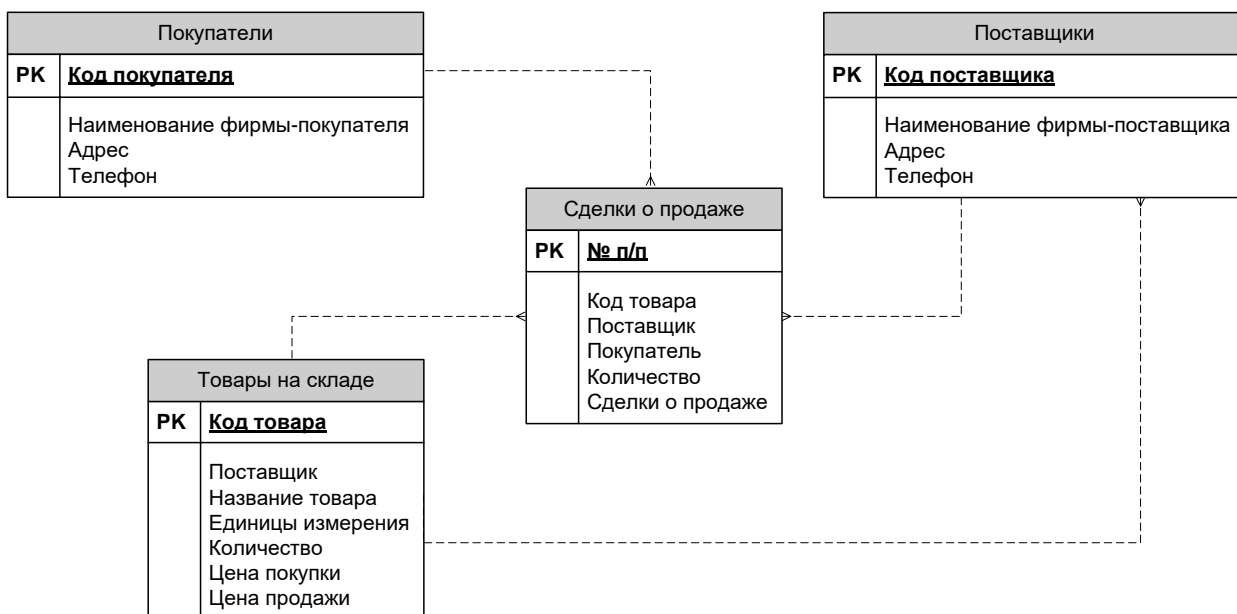 Покупатели
PK Код покупателя
Наименование фирмы-покупателя
Адрес
Телефон
Поставщики
PK Код поставщика
Наименование фирмы-поставщика
Адрес
Телефон
Сделки о продаже
PK № п/п
Код товара
Поставщик
Покупатель
Количество
Сделки о продаже
Товары на складе
PK Код товара
Поставщик
Название товара
Единицы измерения
Количество
Цена покупки
Цена продажи